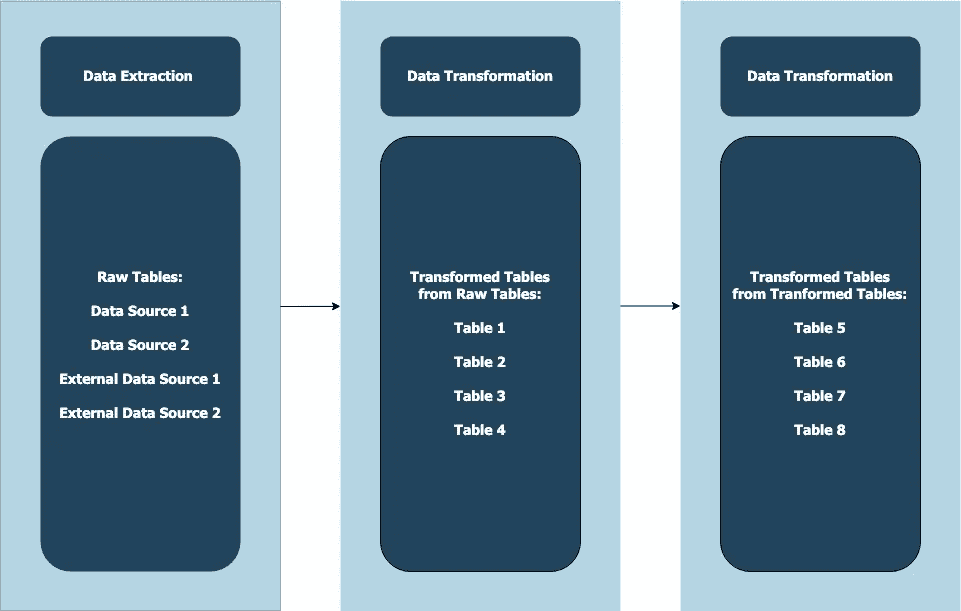 Data Extraction
Raw Tables:
Data Source 1
Data Source 2
External Data Source 1
External Data Source 2
Data Transformation
Transformed Tables
from Raw Tables:
Table 1
Table 2
Table 3
Table 4
Data Transformation
Transformed Tables
from Tranformed Tables:
Table 5
Table 6
Table 7
Table 8